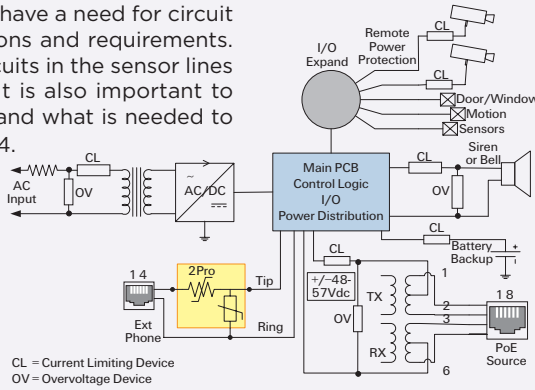 have a need for circuit
ons and requirements.
cuits in the sensor lines
t is also important to
and what is needed to
4.
Remote
Power
Protection
CL
CL
I/O
Expand
Door/Window
Motion
Sensors
Siren
or Bell
CL
OV
AC
Input
CL
OV
~
AC/DC
Main PCB
Control Logic
I/O
Power Distribution
CL
Battery
Backup
+
-
CL
+/–48-
57Vdc
OV
TX
RX
1
2
3
6
1 8
PoE
Source
1 4
Ext
Phone
2Pro
Tip
Ring
CL = Current Limiting Device
OV = Overvoltage Device